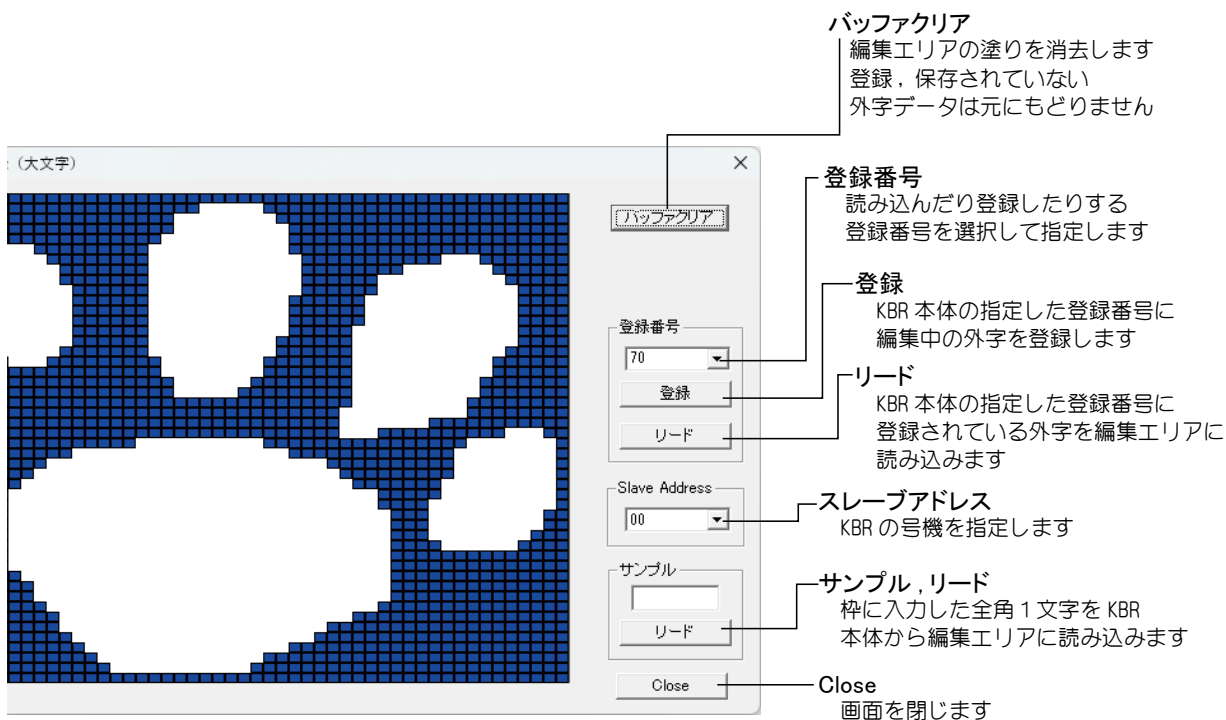 バッファクリア
編集エリアの塗りを消去します
登録 , 保存されていない
外字データは元にもどりません
(大文字)
バッファクリア
登録番号
読み込んだり登録したりする
登録番号を選択して指定します
登録
KBR 本体の指定した登録番号に
編集中の外字を登録します
登録番号
70
登録
リード
リード
KBR 本体の指定した登録番号に
登録されている外字を編集エリアに
読み込みます
Slave Address
00
スレーブアドレス
KBR の号機を指定します
サンプル
リード
サンプル , リード
枠に入力した全角 1 文字を KBR
本体から編集エリアに読み込みます
Close
Close
画面を閉じます